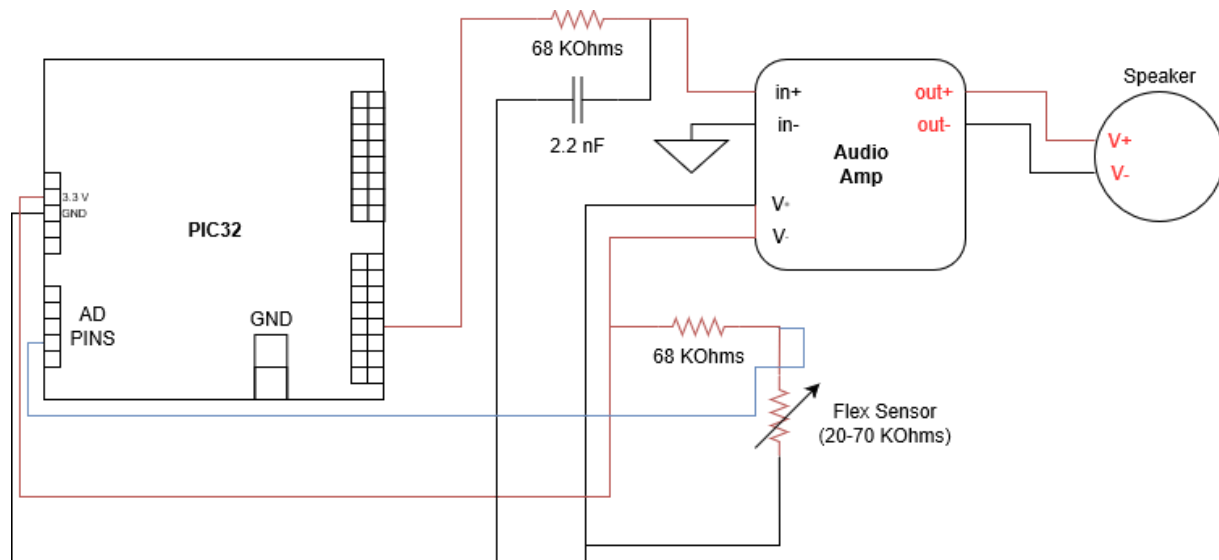 68 KOhms
2.2 nF
3.3 V
GND
PIC32
AD
PINS
GND
in+
in-
out+
out-
Audio
Amp
V+
V-
Speaker
V+
V-
68 KOhms
Flex Sensor
(20-70 KOhms)